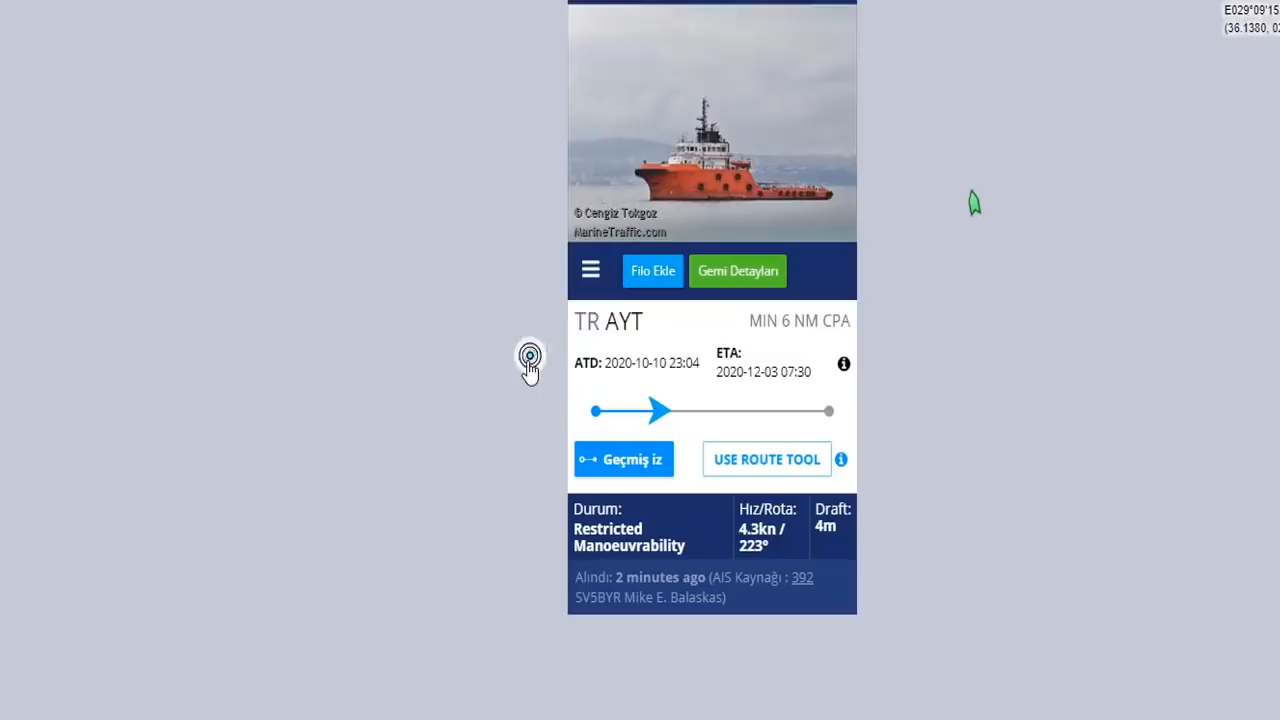 E029°09'15
(36.1380, 02
© Cengiz Tokgoz
MarineTraffic.com
Filo Ekle
Gemi Detayları
TR AYT
MIN 6 NM CPA
ATD: 2020-10-10 23:04
ETA:
2020-12-03 07:30
Geçmiş iz
USE ROUTE TOOL
Durum:
Restricted
Manoeuvrability
Hız/Rota:
4.3kn /
223°
Draft:
4m
Alındı: 2 minutes ago (AIS Kaynağı : 392
SV5BYR Mike E. Balaskas)